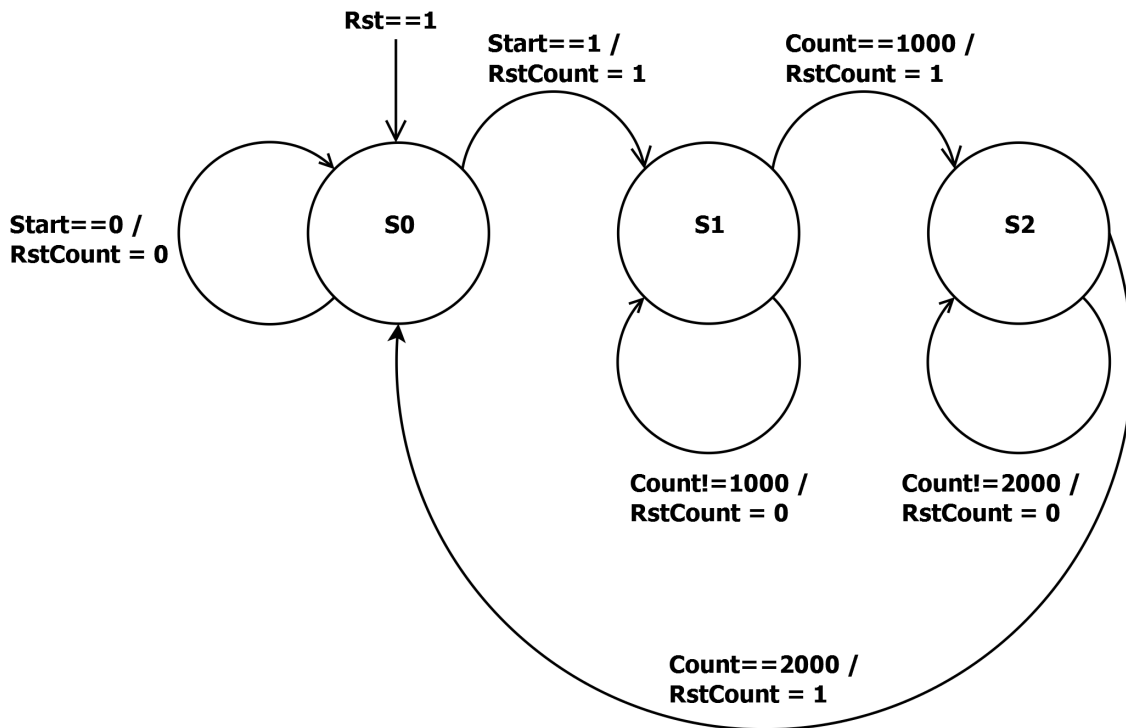 Rst==1
Start==1 /
RstCount = 1
Count==1000 /
RstCount = 1
Start==0 /
RstCount = 0
S0
S1
S2
Count!=1000 /
RstCount = 0
Count!=2000 /
RstCount = 0
Count==2000 /
RstCount = 1